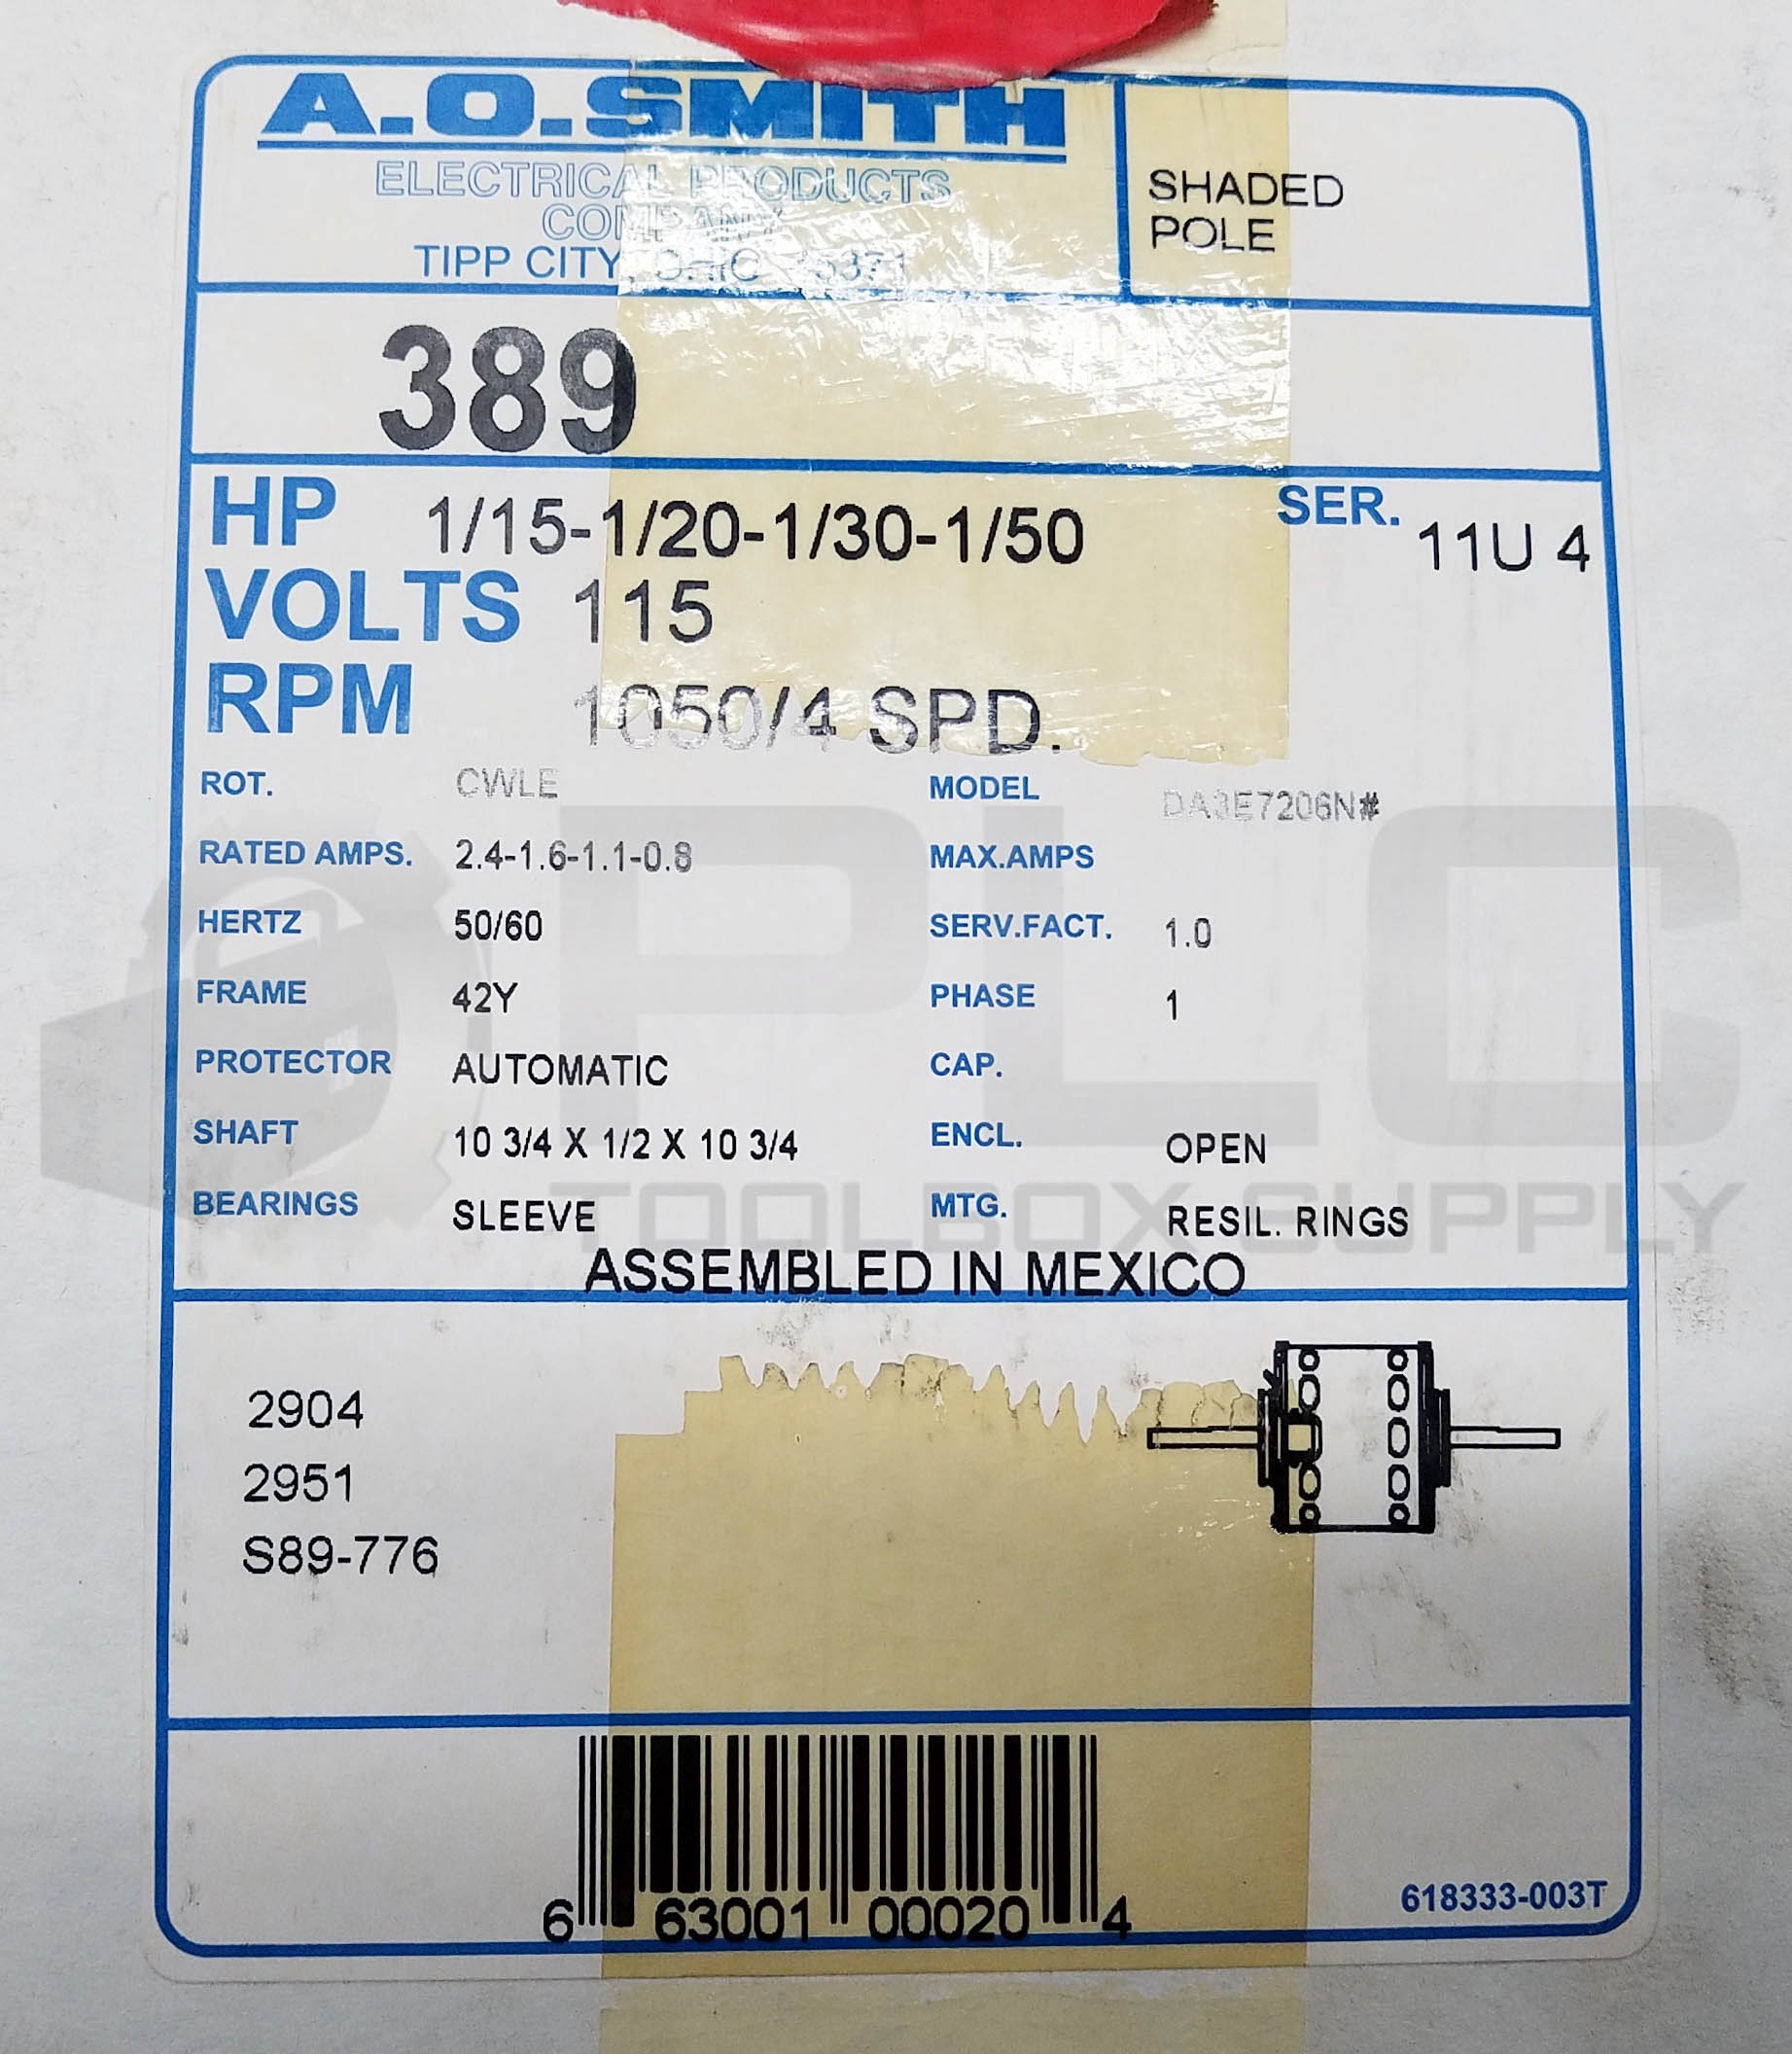 A.O.SMITH
ELECTRICAL PRODUCTS
COMPANY
TIPP CITY, OHIO 45371
SHADED
POLE
389
HP 1/15-1/20-1/30-1/50
SER. 11U 4
VOLTS 115
RPM 1050/4 SPD.
ROT. CWLE
MODEL DA3E7206N#
RATED AMPS. 2.4-1.6-1.1-0.8
MAX.AMPS
HERTZ 50/60
SERV.FACT. 1.0
FRAME 42Y
PHASE 1
PROTECTOR AUTOMATIC
CAP.
SHAFT 10 3/4 X 1/2 X 10 3/4
ENCL. OPEN
BEARINGS SLEEVE
MTG. RESIL. RINGS
ASSEMBLED IN MEXICO
PLC
TOOLBOX SUPPLY
2904
2951
S89-776
6 63001 00020 4
618333-003T